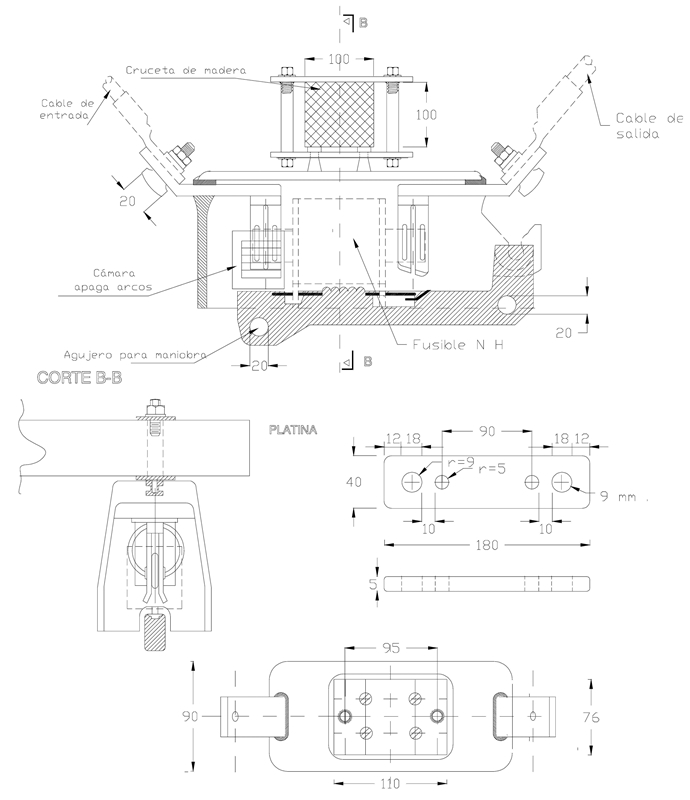 B
100
Cruceta de madera
Cable de
entrada
100
Cable de
salida
20
Cámara
apaga arcos
20
Agujero para maniobra
20
Fusible N H
B
CORTE B-B
PLATINA
12 18
90
18 12
r=9
r=5
40
9 mm .
10
10
180
5
95
90
76
110